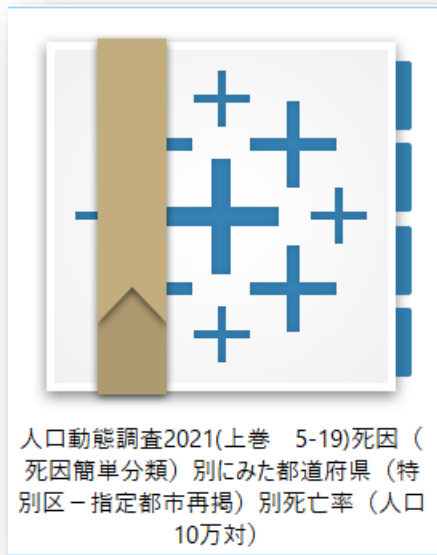 人口動態調査2021(上巻　5-19)死因（
死因簡単分類）別にみた都道府県（特
別区－指定都市再掲）別死亡率（人口
10万対）